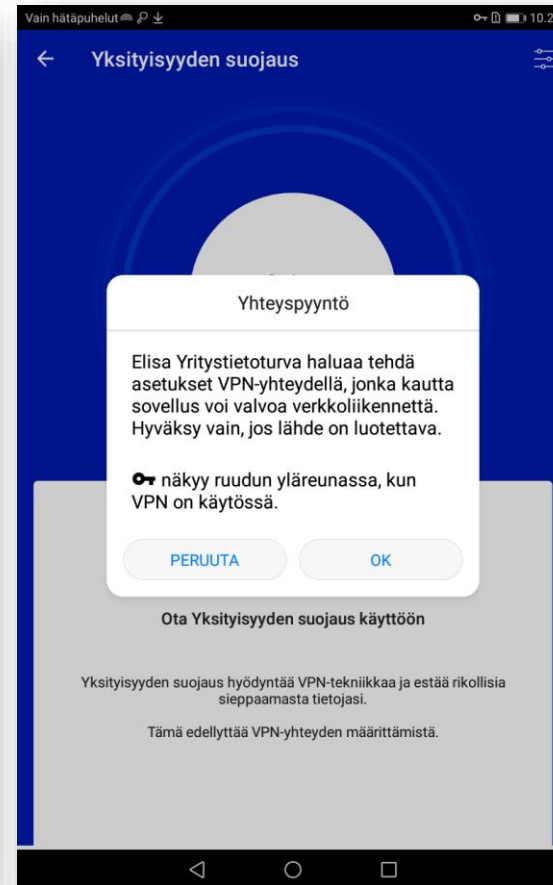 Vain hätäpuhelut 10.2
Yksityisyyden suojaus
Yhteyspyyntö
Elisa Yritystietoturva haluaa tehdä
asetukset VPN-yhteydellä, jonka kautta
sovellus voi valvoa verkkoliikennettä.
Hyväksy vain, jos lähde on luotettava.
näkyy ruudun yläreunassa, kun
VPN on käytössä.
PERUUTA OK
Ota Yksityisyyden suojaus käyttöön
Yksityisyyden suojaus hyödyntää VPN-tekniikkaa ja estää rikollisia
sieppaamasta tietojasi.
Tämä edellyttää VPN-yhteyden määrittämistä.